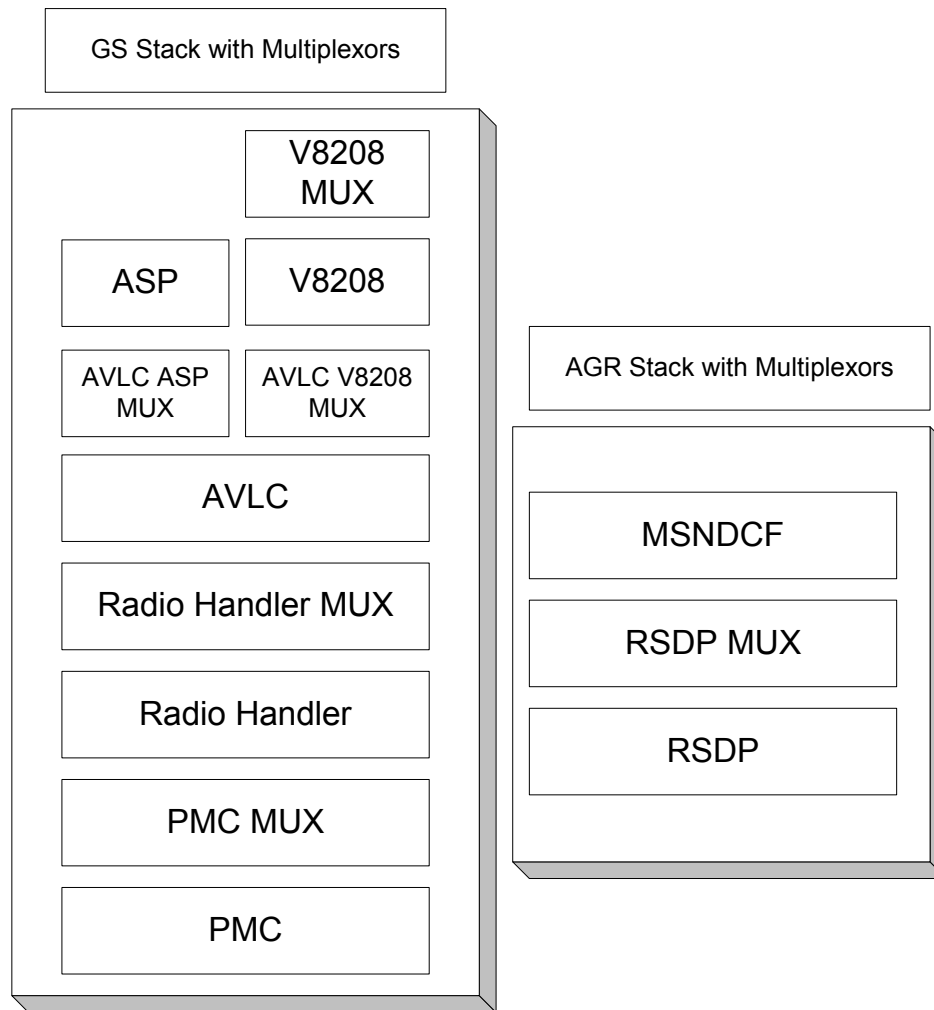 GS Stack with Multiplexors
V8208
MUX
ASP
V8208
AVLC ASP
MUX
AVLC V8208
MUX
AVLC
Radio Handler MUX
Radio Handler
PMC MUX
PMC
AGR Stack with Multiplexors
MSNDCF
RSDP MUX
RSDP